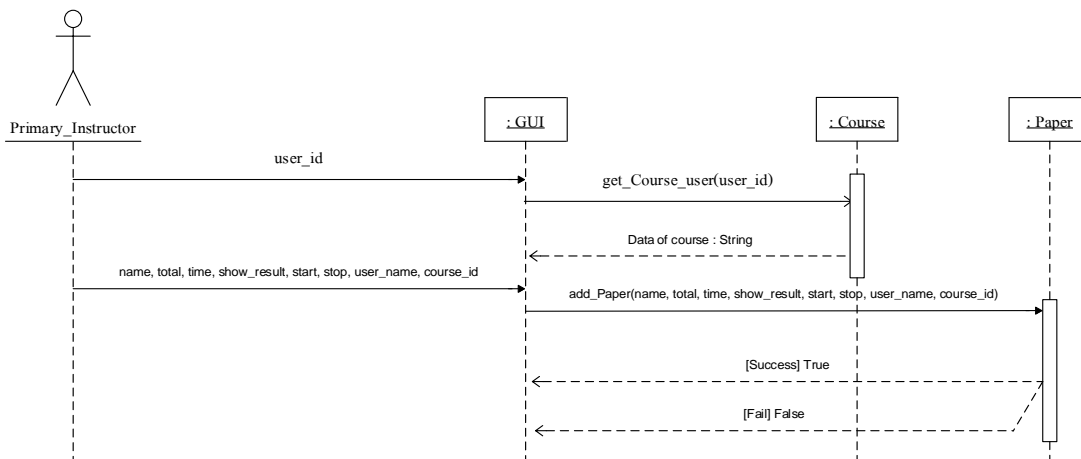 Primary_Instructor
: GUI
: Course
: Paper
user_id
get_Course_user(user_id)
Data of course : String
name, total, time, show_result, start, stop, user_name, course_id
add_Paper(name, total, time, show_result, start, stop, user_name, course_id)
[Success] True
[Fail] False